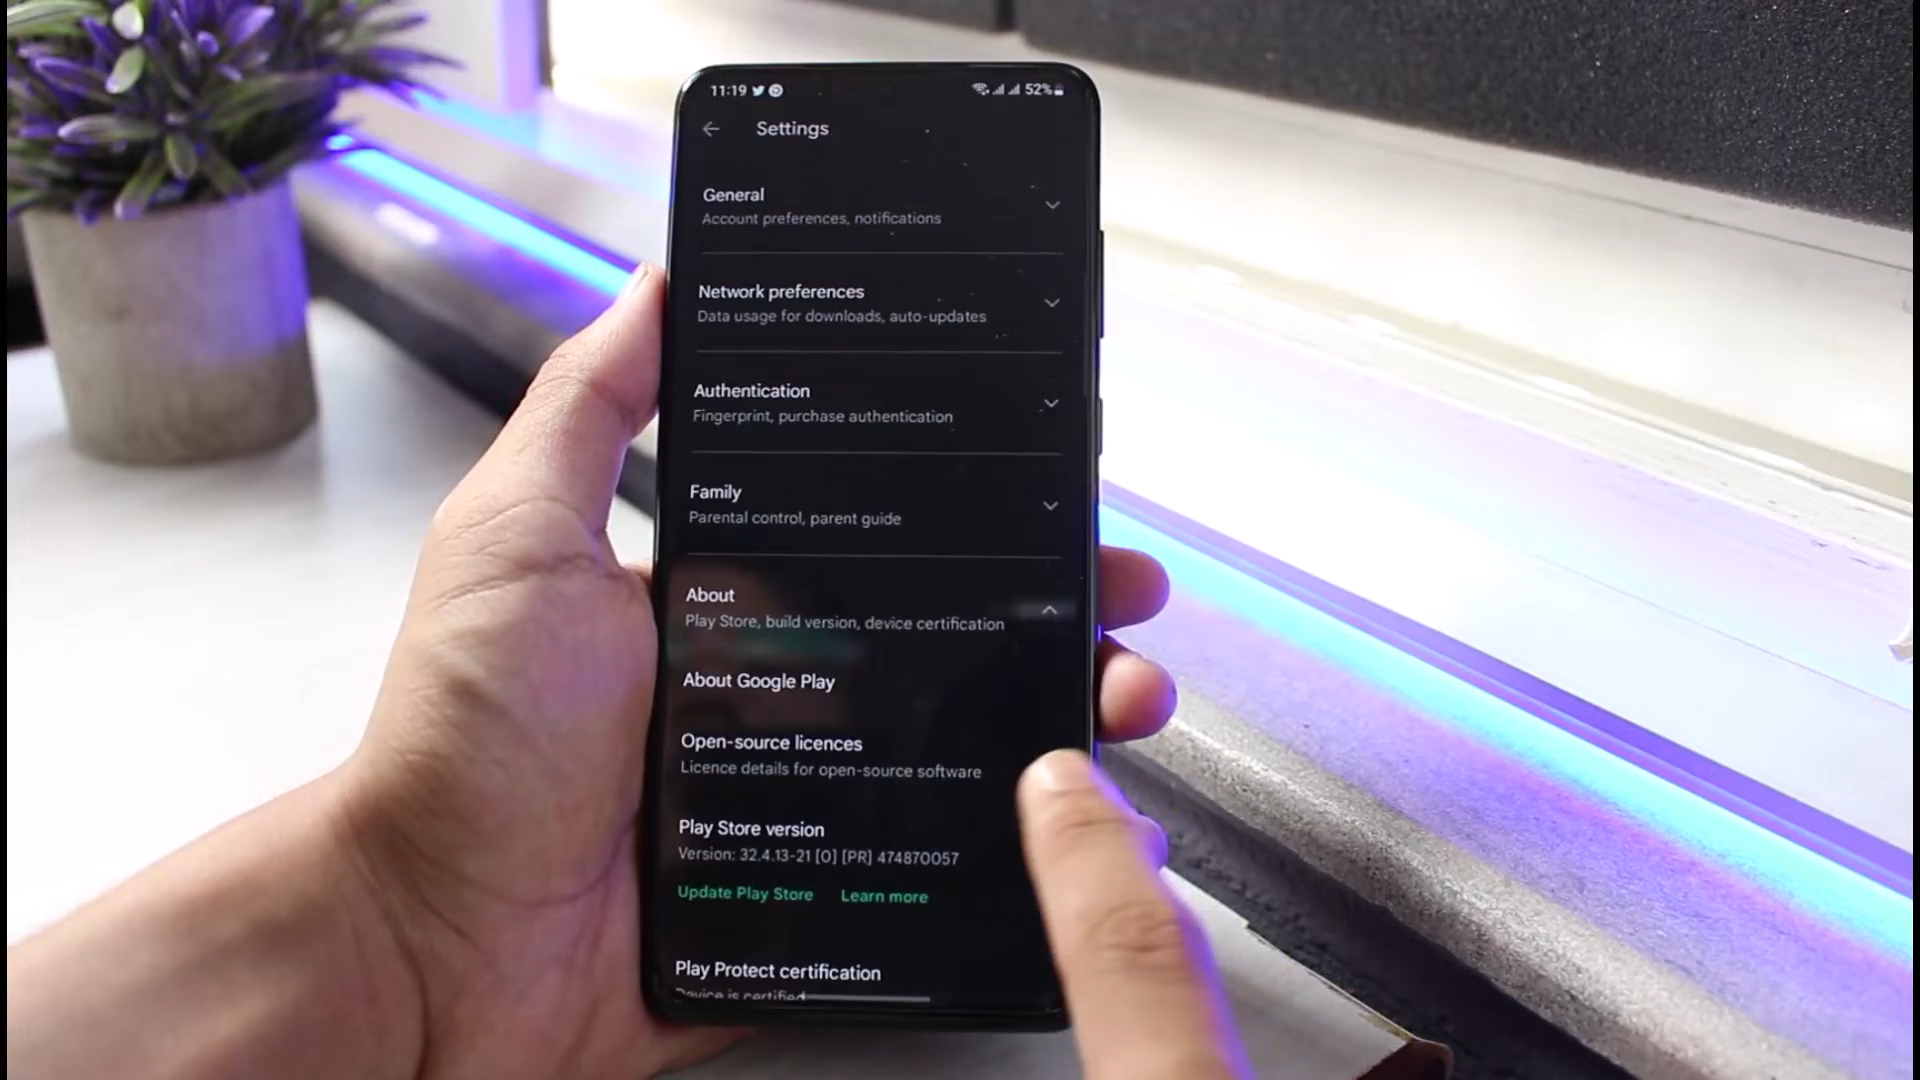 11:19 52%
Settings
General
Account preferences, notifications
Network preferences
Data usage for downloads, auto-updates
Authentication
Fingerprint, purchase authentication
Family
Parental control, parent guide
About
Play Store, build version, device certification
About Google Play
Open-source licences
Licence details for open-source software
Play Store version
Version: 32.4.13-21 [0] [PR] 474870057
Update Play Store Learn more
Play Protect certification
Device is certified